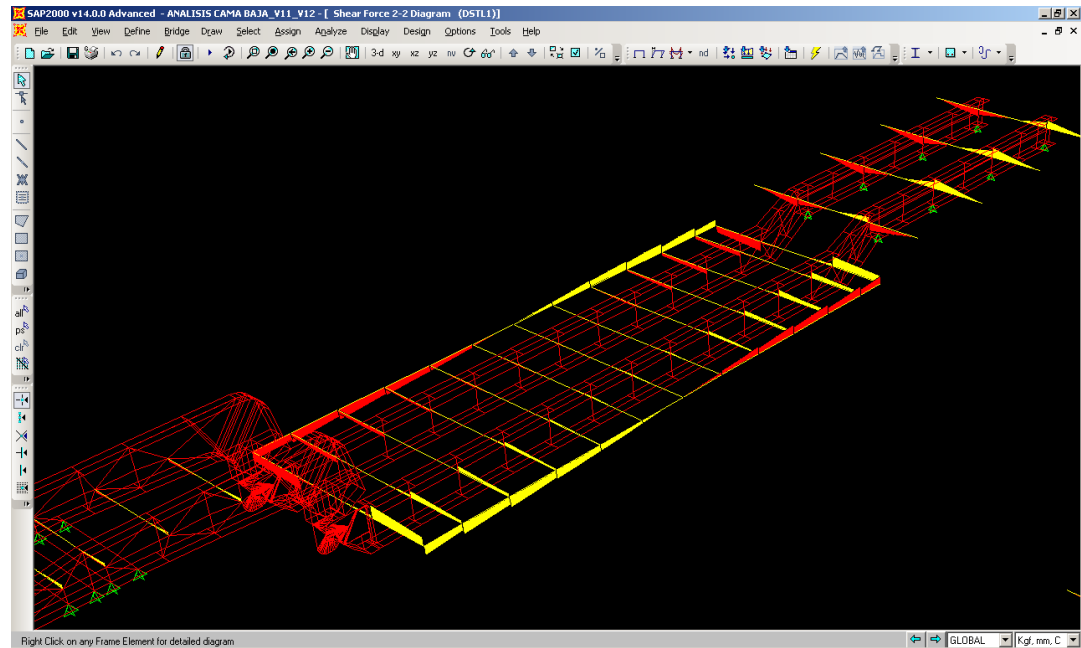 SAP2000 v14.0.0 Advanced - ANALISIS CAMA BAJA_V11_V12 - [ Shear Force 2-2 Diagram (DSTL1)]
File Edit View Define Bridge Draw Select Assign Analyze Display Design Options Tools Help
3-d xy xz yz nv nd
all
ps
clr
Right Click on any Frame Element for detailed diagram
GLOBAL Kgf, mm, C